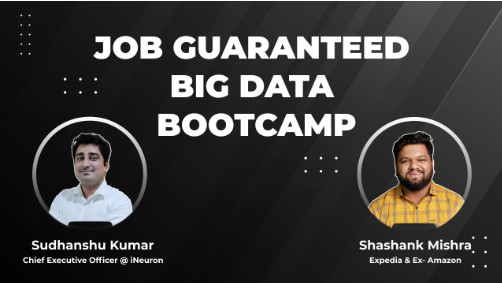 JOB GUARANTEED
BIG DATA
BOOTCAMP
Sudhanshu Kumar
Chief Executive Officer @ iNeuron
Shashank Mishra
Expedia & Ex- Amazon